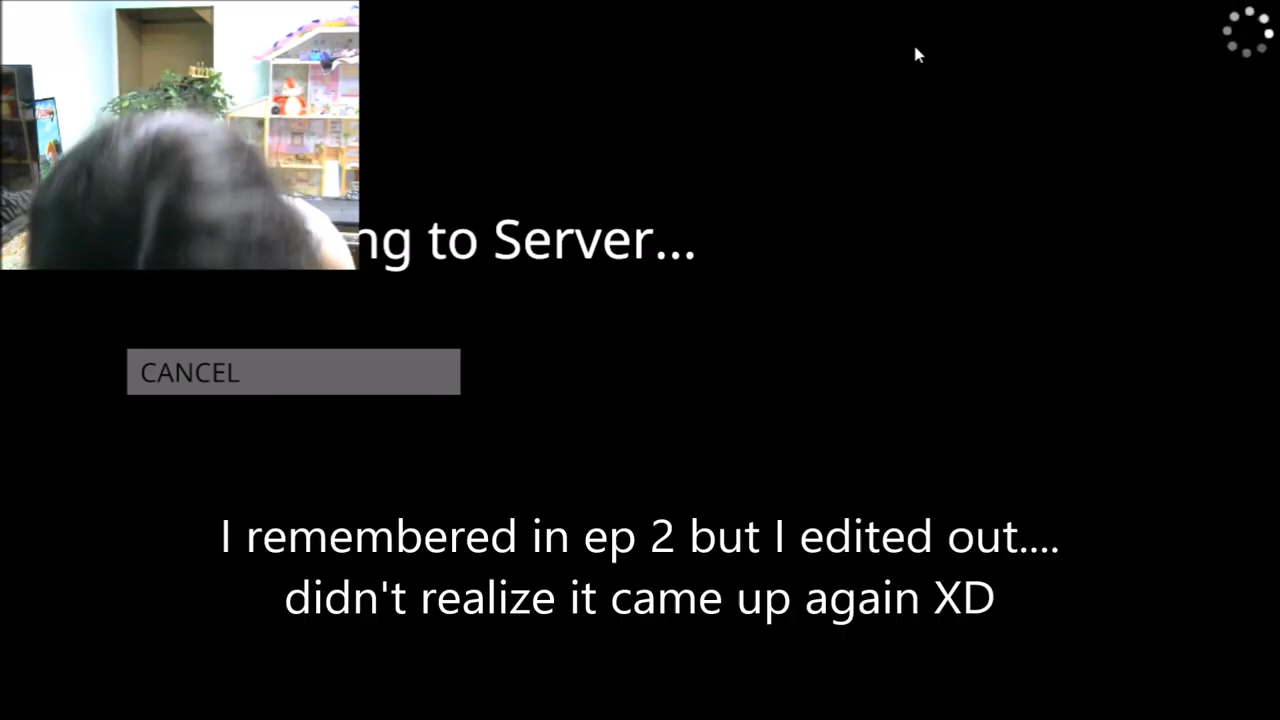 ng to Server...
CANCEL
I remembered in ep 2 but I edited out....
didn't realize it came up again XD